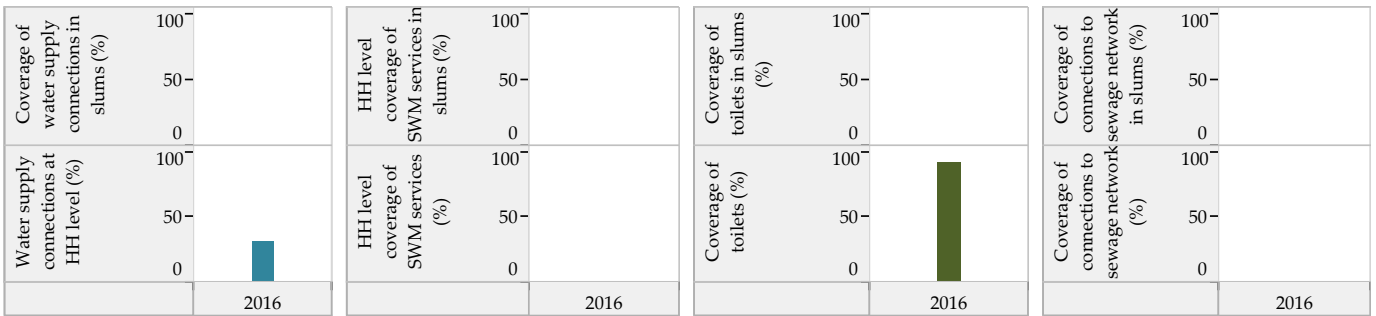 Coverage of
water supply
connections in
slums (%)
100
50
0
Water supply
connections at
HH level (%)
100
50
0
2016
HH level
coverage of
SWM services in
slums (%)
100
50
0
HH level
coverage of
SWM services
(%)
100
50
0
2016
Coverage of
toilets in slums
(%)
100
50
0
Coverage of
toilets (%)
100
50
0
2016
Coverage of
connections to
sewage network
in slums (%)
100
50
0
Coverage of
connections to
sewage network
(%)
100
50
0
2016